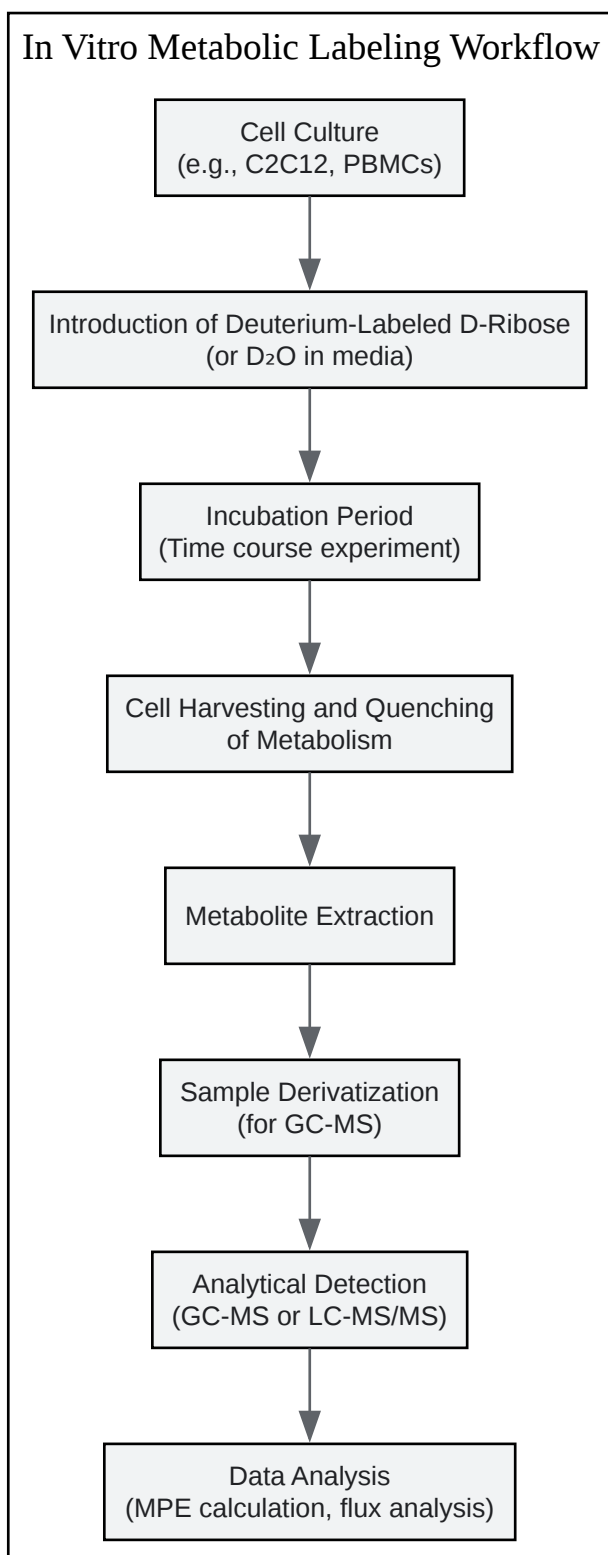 In Vitro Metabolic Labeling Workflow
Cell Culture
(e.g., C2C12, PBMCs)
Introduction of Deuterium-Labeled D-Ribose
(or D₂O in media)
Incubation Period
(Time course experiment)
Cell Harvesting and Quenching
of Metabolism
Metabolite Extraction
Sample Derivatization
(for GC-MS)
Analytical Detection
(GC-MS or LC-MS/MS)
Data Analysis
(MPE calculation, flux analysis)